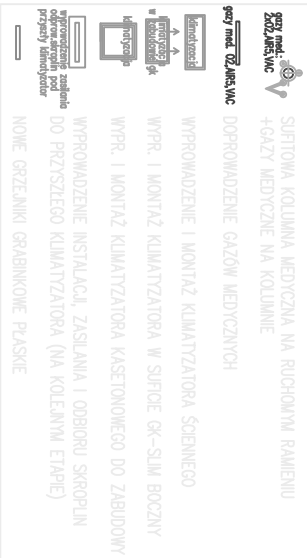 gazy med.:
2xO2,AIR5,VAC
SUFITOWA KOLUMNA MEDYCZNA NA RUCHOMYM RAMIENIU
+GAZY MEDYCZNE NA KOLUMNIE
gazy med. O2,AIR5,VAC
DOPROWADZENIE GAZÓW MEDYCZNYCH
klimatyzacja
WYPROWADZENIE I MONTAŻ KLIMATYZATORA ŚCIENNEGO
klimatyzacja
w zabudowie gk
WYPR. I MONTAŻ KLIMATYZATORA W SUFICIE GK-SLIM BOCZNY
klimatyzacja
WYPR. I MONTAŻ KLIMATYZATORA KASETONOWEGO DO ZABUDOWY
wyprowadzenie zasilania
odprow.skroplin pod
przyszły klimatyzator
WYPROWADZENIE INSTALACJI, ZASILANIA I ODBIORU SKROPLIN
DO PRZYSZŁEGO KLIMATYZATORA (NA KOLEJNYM ETAPIE)
NOWE GRZEJNIKI GRABINKOWE PŁASKIE